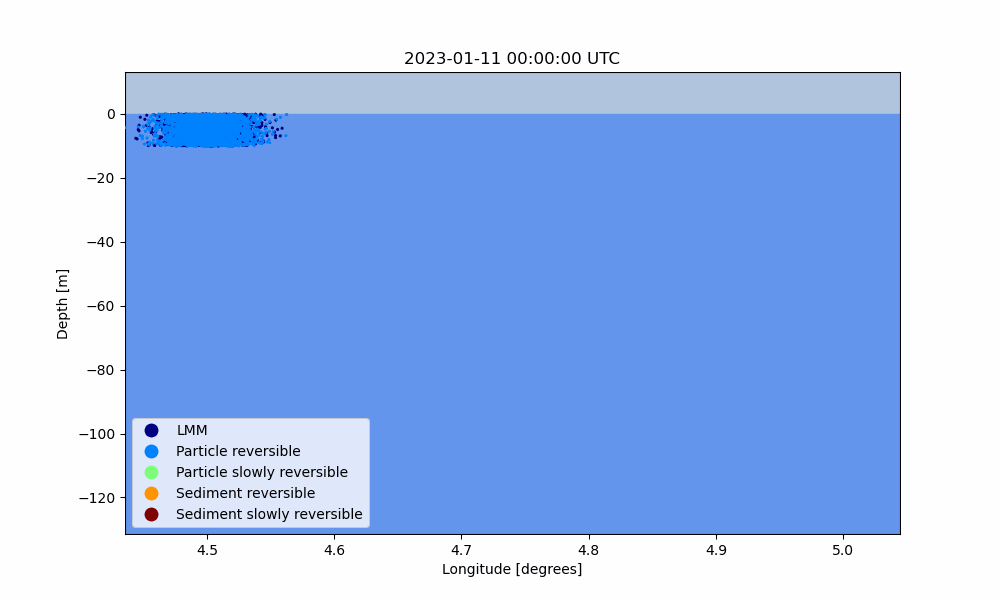 2023-01-11 00:00:00 UTC
0
−20
−40
−60
−80
−100
−120
Depth [m]
LMM
Particle reversible
Particle slowly reversible
Sediment reversible
Sediment slowly reversible
4.5 4.6 4.7 4.8 4.9 5.0
Longitude [degrees]